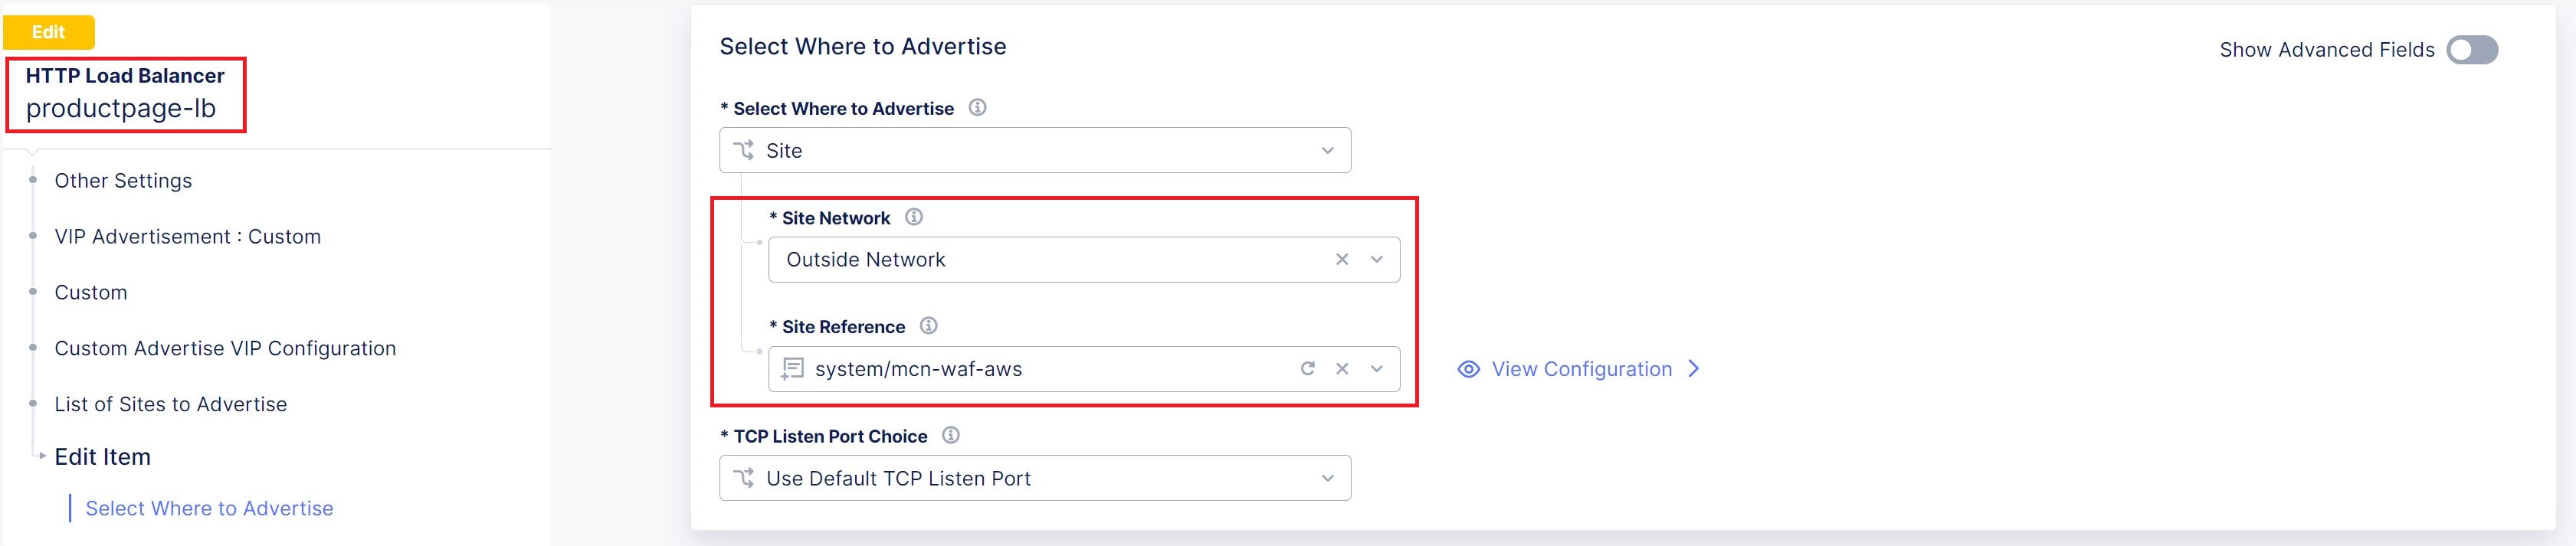 Edit
HTTP Load Balancer
productpage-lb
Other Settings
VIP Advertisement : Custom
Custom
Custom Advertise VIP Configuration
List of Sites to Advertise
Edit Item
Select Where to Advertise
Select Where to Advertise
Show Advanced Fields
* Select Where to Advertise
Site
* Site Network
Outside Network
* Site Reference
system/mcn-waf-aws
View Configuration
* TCP Listen Port Choice
Use Default TCP Listen Port